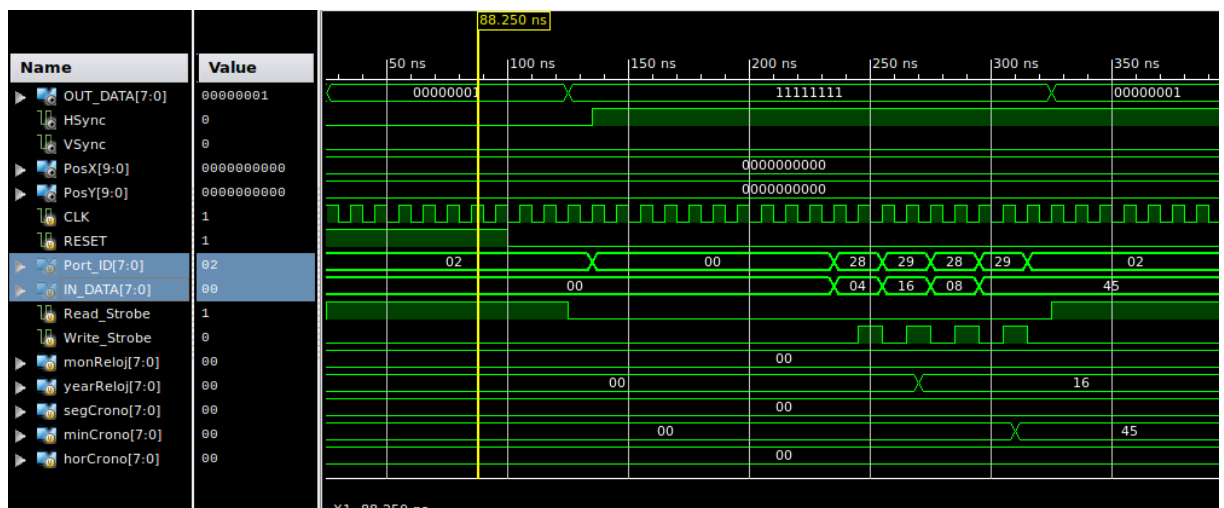 88.250 ns
Name Value
50 ns 100 ns 150 ns 200 ns 250 ns 300 ns 350 ns
OUT_DATA[7:0] 00000001 00000001 11111111 00000001
HSync 0
VSync 0
PosX[9:0] 0000000000 0000000000
PosY[9:0] 0000000000 0000000000
CLK 1
RESET 1
Port_ID[7:0] 02 02 00 28 29 28 29 02
IN_DATA[7:0] 00 00 04 16 08 45
Read_Strobe 1
Write_Strobe 0
monReloj[7:0] 00 00
yearReloj[7:0] 00 00 16
segCrono[7:0] 00 00
minCrono[7:0] 00 00 45
horCrono[7:0] 00 00
X1: 88.250 ns